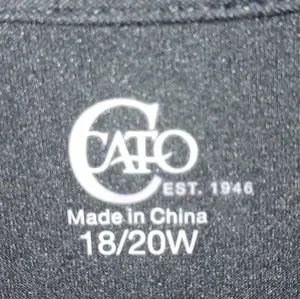 CATO
EST. 1946
Made in China
18/20W